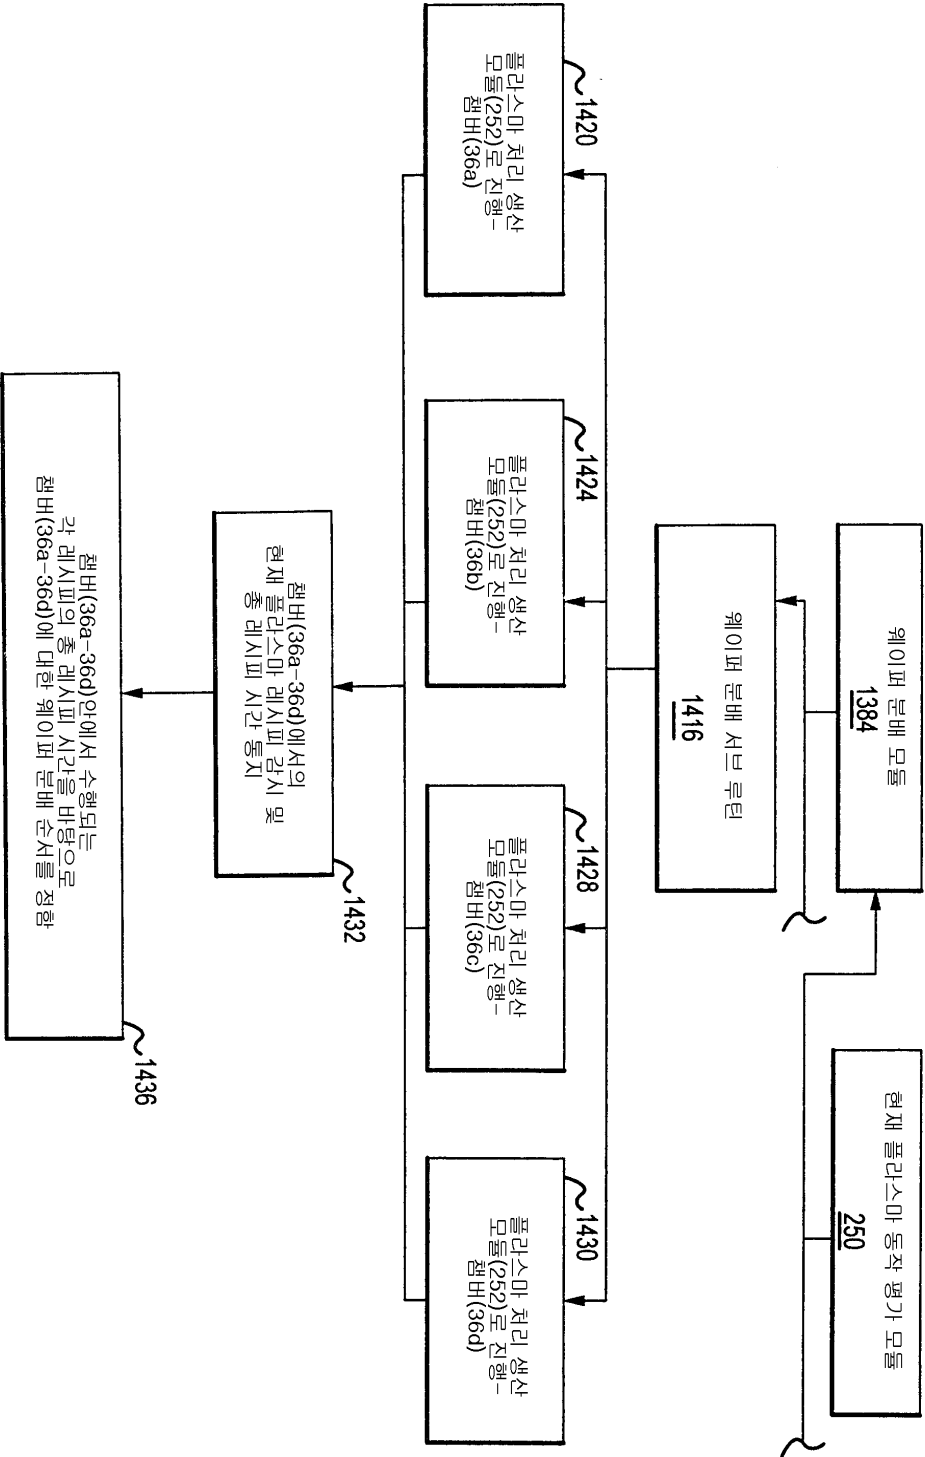 현재 플라스마 동작 평가 모듈
250
웨이퍼 분배 모듈
1384
웨이퍼 분배 서브 루틴
1416
1420
플라스마 처리 생산
모듈(252)로 진행-
챔버(36a)
1424
플라스마 처리 생산
모듈(252)로 진행-
챔버(36b)
1428
플라스마 처리 생산
모듈(252)로 진행-
챔버(36c)
1430
플라스마 처리 생산
모듈(252)로 진행-
챔버(36d)
1432
챔버(36a-36d)에서의
현재 플라스마 레시피 감시 및
총 레시피 시간 통지
1436
챔버(36a-36d)안에서 수행되는
각 레시피의 총 레시피 시간을 바탕으로
챔버(36a-36d)에 대한 웨이퍼 분배 순서를 정함